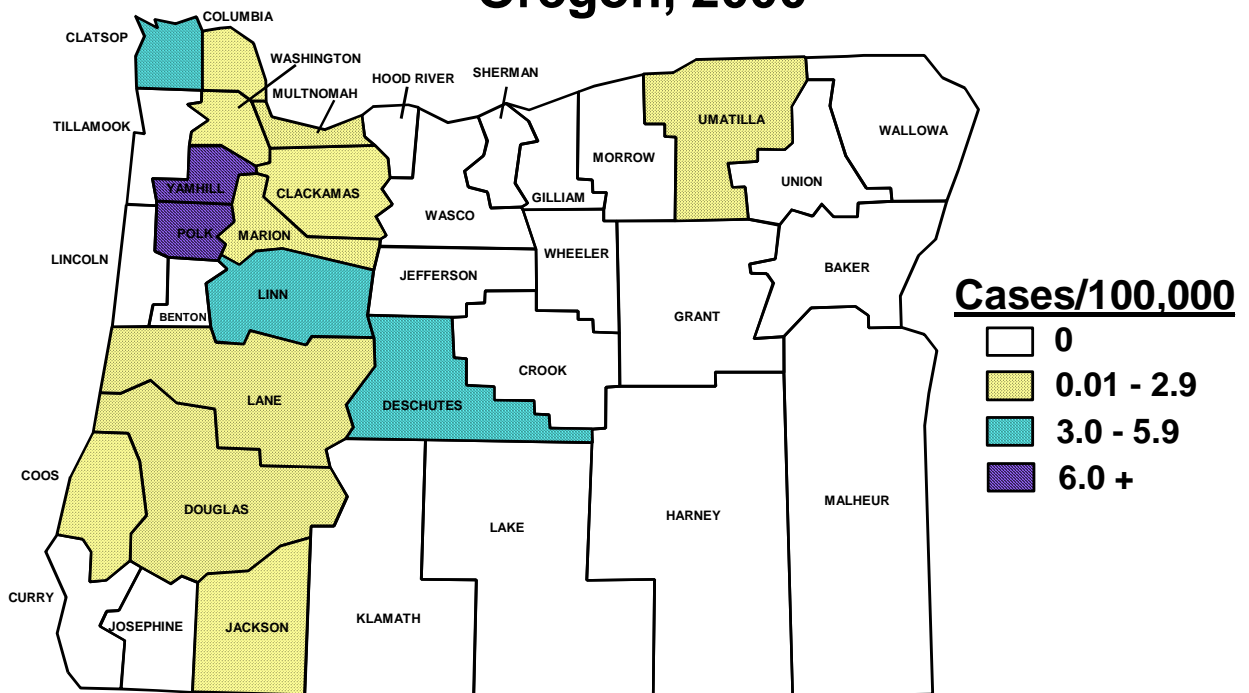 COLUMBIA
CLATSOP
WASHINGTON
HOOD RIVER
SHERMAN
MULTNOMAH
TILLAMOOK
UMATILLA
WALLOWA
MORROW
YAMHILL
CLACKAMAS
GILLIAM
UNION
WASCO
POLK
MARION
LINCOLN
WHEELER
JEFFERSON
BAKER
LINN
BENTON
GRANT
Cases/100,000
0
0.01 - 2.9
3.0 - 5.9
6.0 +
CROOK
LANE
DESCHUTES
COOS
DOUGLAS
LAKE
HARNEY
MALHEUR
CURRY
JOSEPHINE
JACKSON
KLAMATH